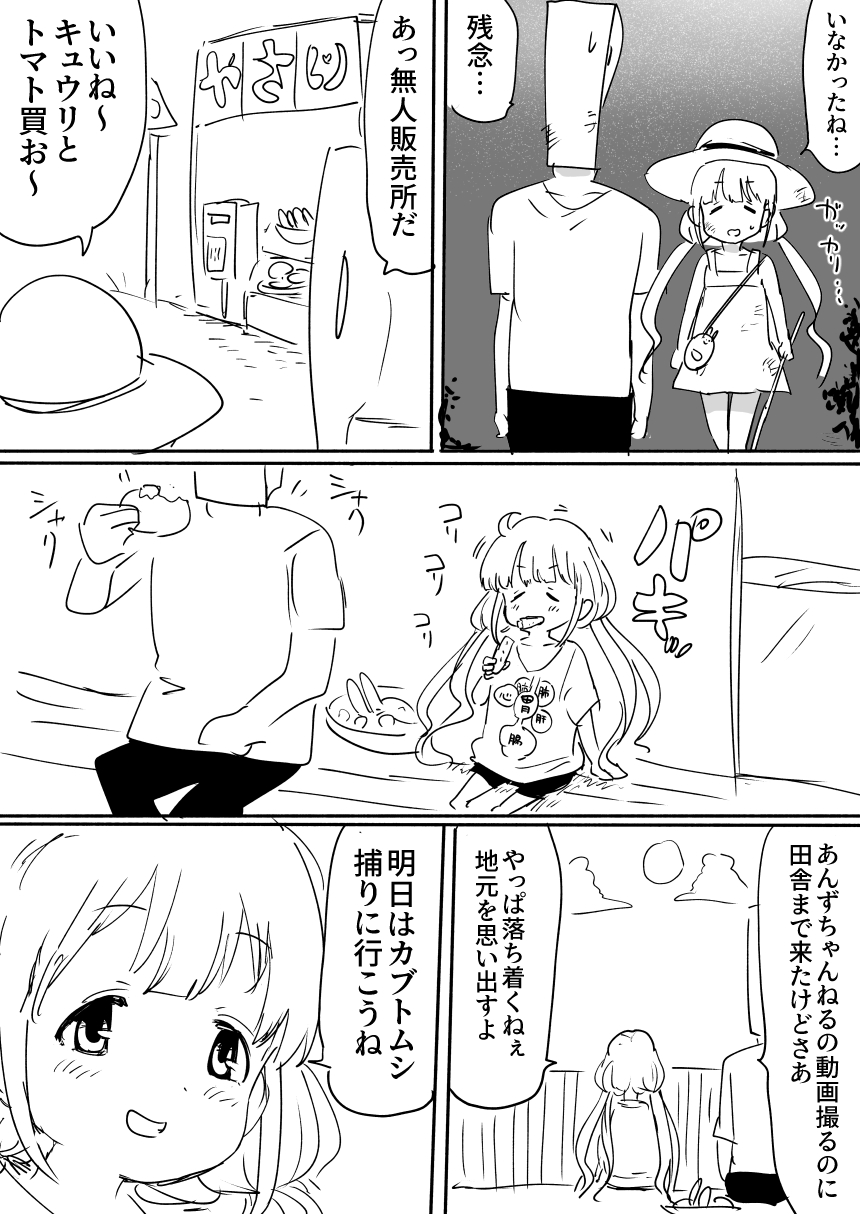 いなかったね…
残念…
ガッカリ…
あっ無人販売所だ
やさい
いいね～
キュウリと
トマト買お～
パキッ
コリ
コリ
コリ
シャリ
シャリ
心
肺
肺
胃
肝
腸
あんずちゃんねるの動画撮るのに
田舎まで来たけどさあ
やっぱ落ち着くねぇ
地元を思い出すよ
明日はカブトムシ
捕りに行こうね